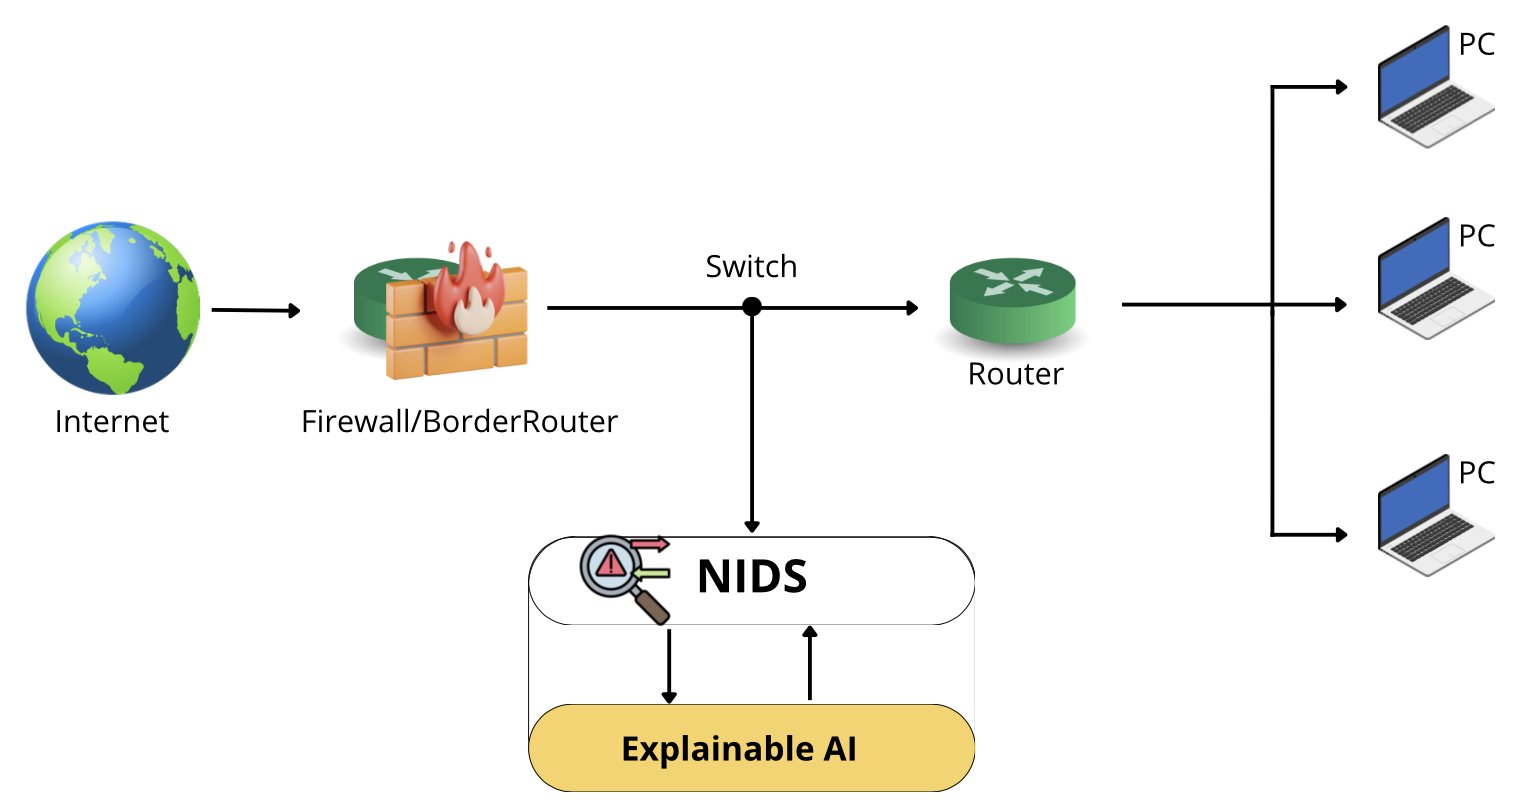 PC
PC
Switch
Router
Internet
Firewall/BorderRouter
PC
NIDS
Explainable AI